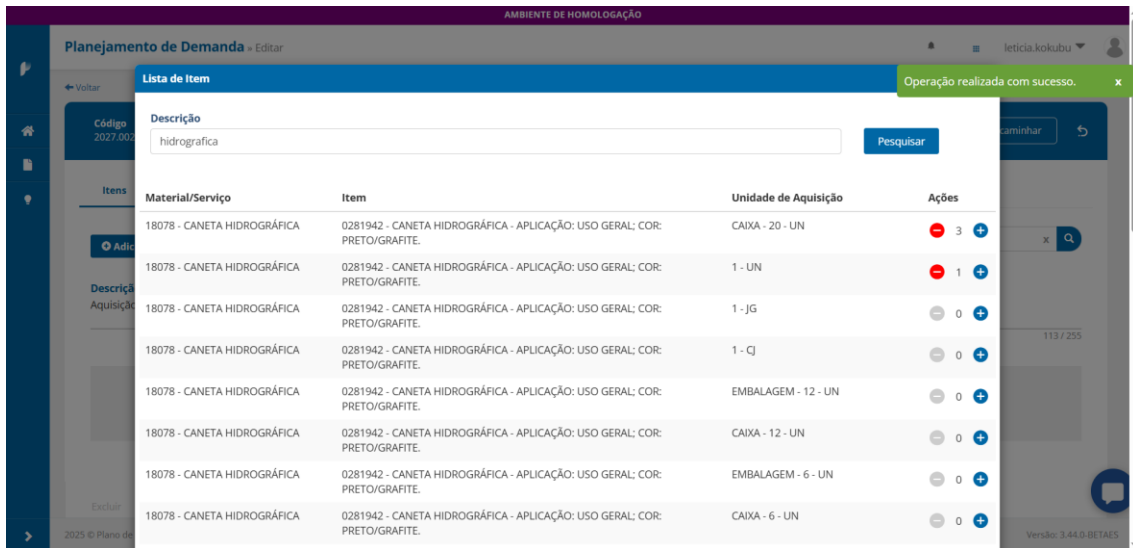 AMBIENTE DE HOMOLOGAÇÃO
Planejamento de Demanda » Editar
leticia.kokubu
Voltar
Lista de Item
Operação realizada com sucesso. x
Código
2027.002
Descrição
hidrografica
Pesquisar
caminhar
Itens
Material/Serviço Item Unidade de Aquisição Ações
18078 - CANETA HIDROGRÁFICA 0281942 - CANETA HIDROGRÁFICA - APLICAÇÃO: USO GERAL; COR: CAIXA - 20 - UN 3
PRETO/GRAFITE.
x
Adic
18078 - CANETA HIDROGRÁFICA 0281942 - CANETA HIDROGRÁFICA - APLICAÇÃO: USO GERAL; COR: 1 - UN 1
PRETO/GRAFITE.
Descriçã
Aquisiçã
18078 - CANETA HIDROGRÁFICA 0281942 - CANETA HIDROGRÁFICA - APLICAÇÃO: USO GERAL; COR: 1 - JG 0
PRETO/GRAFITE.
113 / 255
18078 - CANETA HIDROGRÁFICA 0281942 - CANETA HIDROGRÁFICA - APLICAÇÃO: USO GERAL; COR: 1 - CJ 0
PRETO/GRAFITE.
18078 - CANETA HIDROGRÁFICA 0281942 - CANETA HIDROGRÁFICA - APLICAÇÃO: USO GERAL; COR: EMBALAGEM - 12 - UN 0
PRETO/GRAFITE.
18078 - CANETA HIDROGRÁFICA 0281942 - CANETA HIDROGRÁFICA - APLICAÇÃO: USO GERAL; COR: CAIXA - 12 - UN 0
PRETO/GRAFITE.
18078 - CANETA HIDROGRÁFICA 0281942 - CANETA HIDROGRÁFICA - APLICAÇÃO: USO GERAL; COR: EMBALAGEM - 6 - UN 0
PRETO/GRAFITE.
Excluir
18078 - CANETA HIDROGRÁFICA 0281942 - CANETA HIDROGRÁFICA - APLICAÇÃO: USO GERAL; COR: CAIXA - 6 - UN 0
PRETO/GRAFITE.
2025 © Plano de
Versão: 3.44.0-BETAES